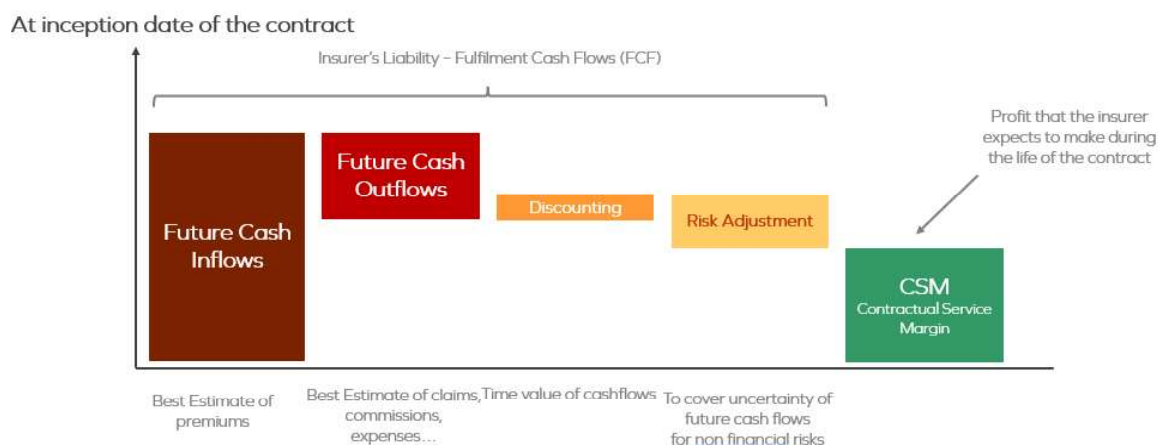 At inception date of the contract
Insurer's Liability – Fulfilment Cash Flows (FCF)
Profit that the insurer
expects to make during
the life of the contract
Future Cash
Inflows
Future Cash
Outflows
Discounting
Risk Adjustment
CSM
Contractual Service
Margin
Best Estimate of
premiums
Best Estimate of claims,
commissions,
expenses...
Time value of cashflows
To cover uncertainty of
future cash flows
for non financial risks